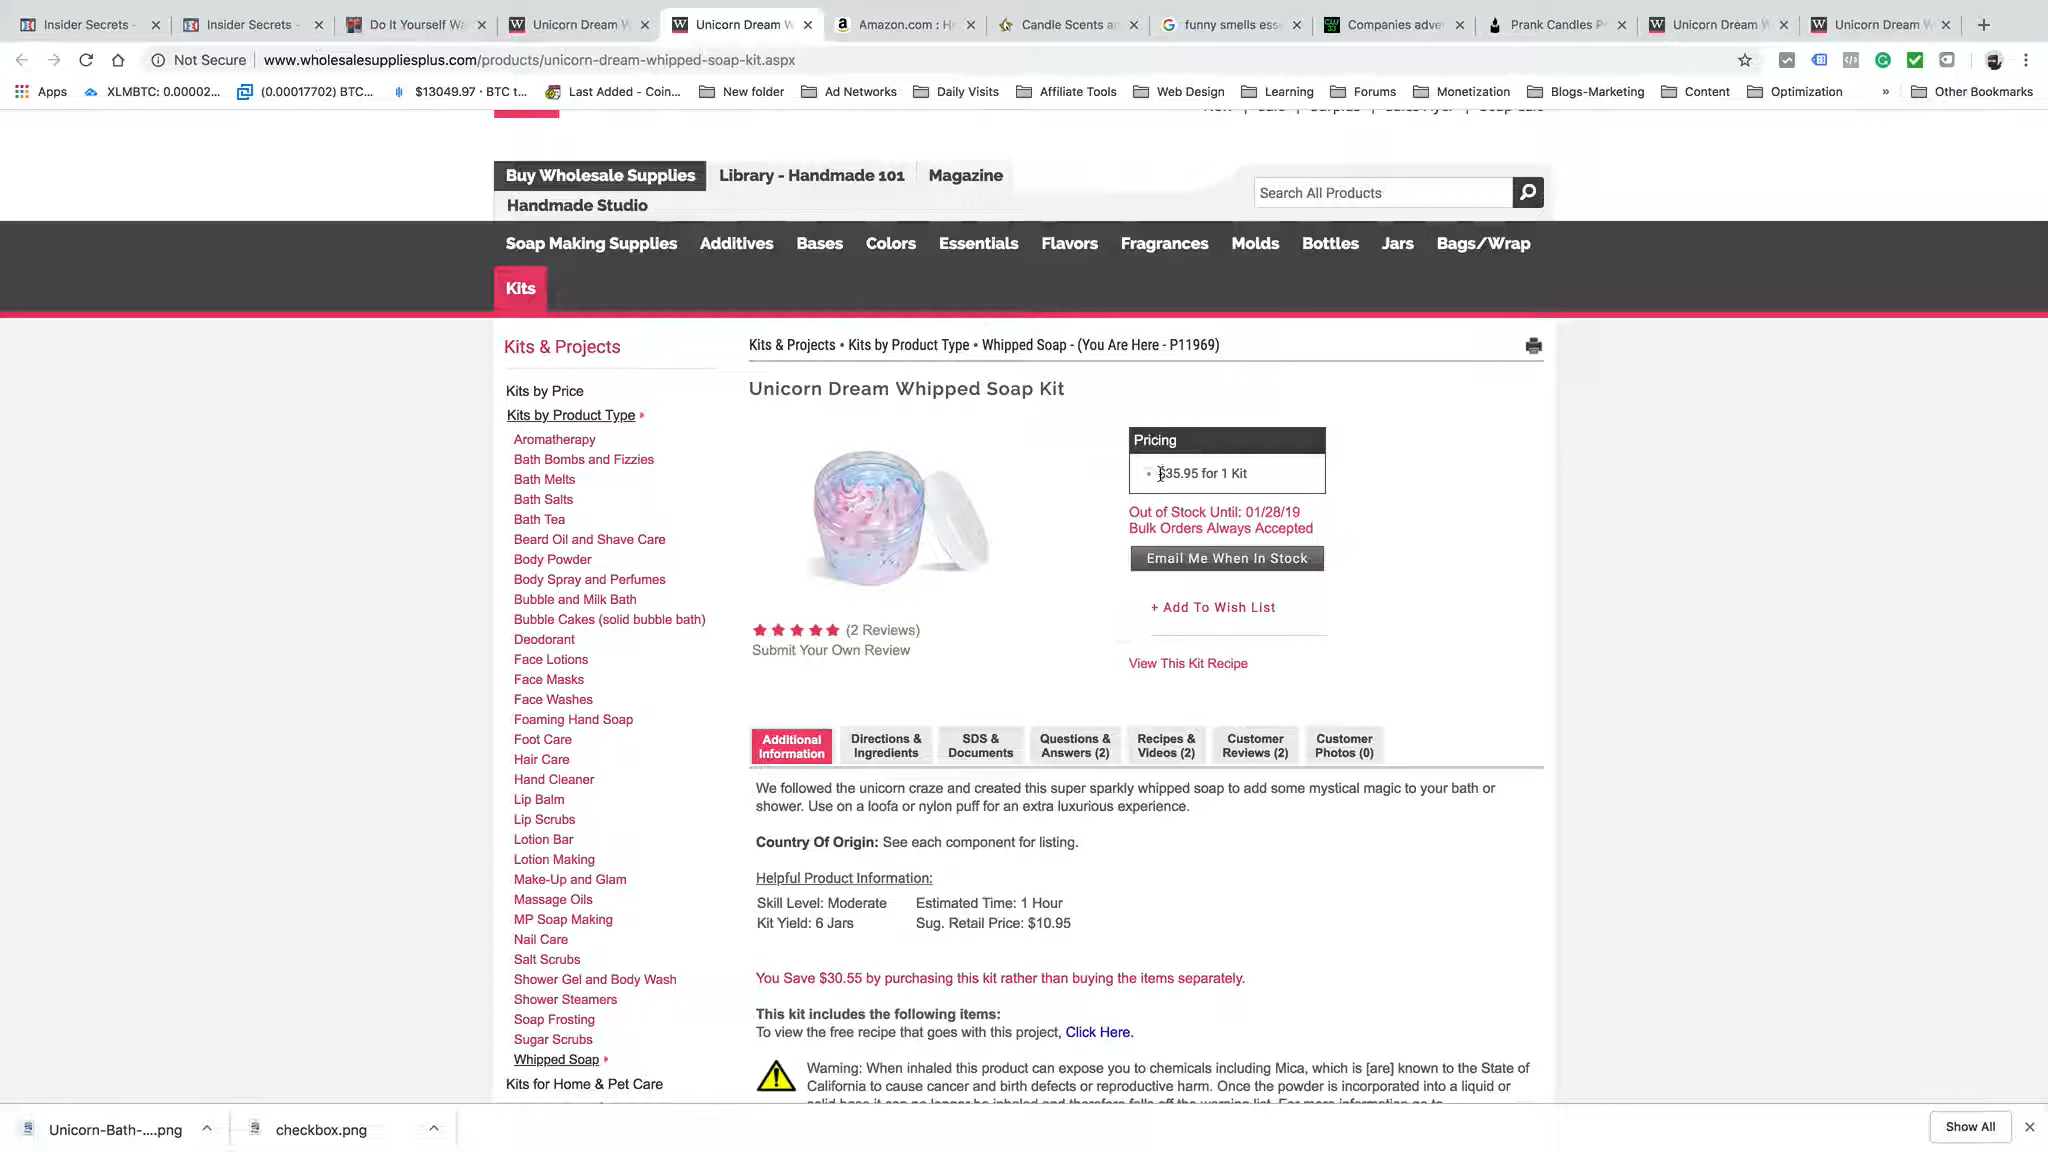 Insider Secrets -
Insider Secrets -
Do It Yourself Wa
Unicorn Dream W
Unicorn Dream W
Amazon.com : H
Candle Scents a
funny smells ess
Companies adve
Prank Candles P
Unicorn Dream W
Unicorn Dream W
Not Secure
www.wholesalesuppliesplus.com/products/unicorn-dream-whipped-soap-kit.aspx
Apps
XLMBTC: 0.00002...
(0.00017702) BTC...
$13049.97 · BTC t...
Last Added - Coin...
New folder
Ad Networks
Daily Visits
Affiliate Tools
Web Design
Learning
Forums
Monetization
Blogs-Marketing
Content
Optimization
»
Other Bookmarks
Buy Wholesale Supplies
Library - Handmade 101
Magazine
Handmade Studio
Search All Products
Soap Making Supplies Additives Bases Colors Essentials Flavors Fragrances Molds Bottles Jars Bags/Wrap
Kits
Kits & Projects
Kits by Price
Kits by Product Type
Aromatherapy
Bath Bombs and Fizzies
Bath Melts
Bath Salts
Bath Tea
Beard Oil and Shave Care
Body Powder
Body Spray and Perfumes
Bubble and Milk Bath
Bubble Cakes (solid bubble bath)
Deodorant
Face Lotions
Face Masks
Face Washes
Foaming Hand Soap
Foot Care
Hair Care
Hand Cleaner
Lip Balm
Lip Scrubs
Lotion Bar
Lotion Making
Make-Up and Glam
Massage Oils
MP Soap Making
Nail Care
Salt Scrubs
Shower Gel and Body Wash
Shower Steamers
Soap Frosting
Sugar Scrubs
Whipped Soap
Kits for Home & Pet Care
Kits & Projects • Kits by Product Type • Whipped Soap - (You Are Here - P11969)
Unicorn Dream Whipped Soap Kit
Pricing
• $35.95 for 1 Kit
Out of Stock Until: 01/28/19
Bulk Orders Always Accepted
Email Me When In Stock
+ Add To Wish List
View This Kit Recipe
(2 Reviews)
Submit Your Own Review
Additional Information
Directions & Ingredients
SDS & Documents
Questions & Answers (2)
Recipes & Videos (2)
Customer Reviews (2)
Customer Photos (0)
We followed the unicorn craze and created this super sparkly whipped soap to add some mystical magic to your bath or
shower. Use on a loofa or nylon puff for an extra luxurious experience.
Country Of Origin: See each component for listing.
Helpful Product Information:
Skill Level: Moderate Estimated Time: 1 Hour
Kit Yield: 6 Jars Sug. Retail Price: $10.95
You Save $30.55 by purchasing this kit rather than buying the items separately.
This kit includes the following items:
To view the free recipe that goes with this project, Click Here.
Warning: When inhaled this product can expose you to chemicals including Mica, which is [are] known to the State of
California to cause cancer and birth defects or reproductive harm. Once the powder is incorporated into a liquid or
Unicorn-Bath-....png
checkbox.png
Show All